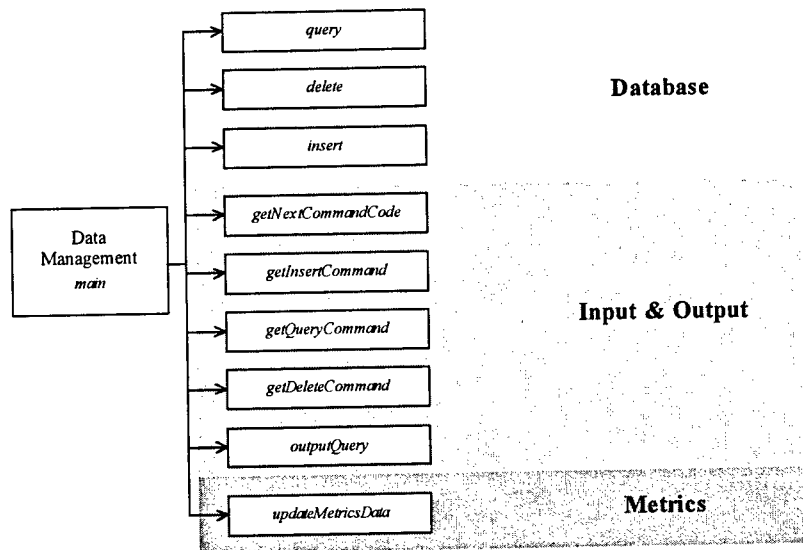 query
delete
Database
insert
getNextCommandCode
Data
Management
main
getInsertCommand
getQueryCommand
Input & Output
getDeleteCommand
outputQuery
updateMetricsData
Metrics